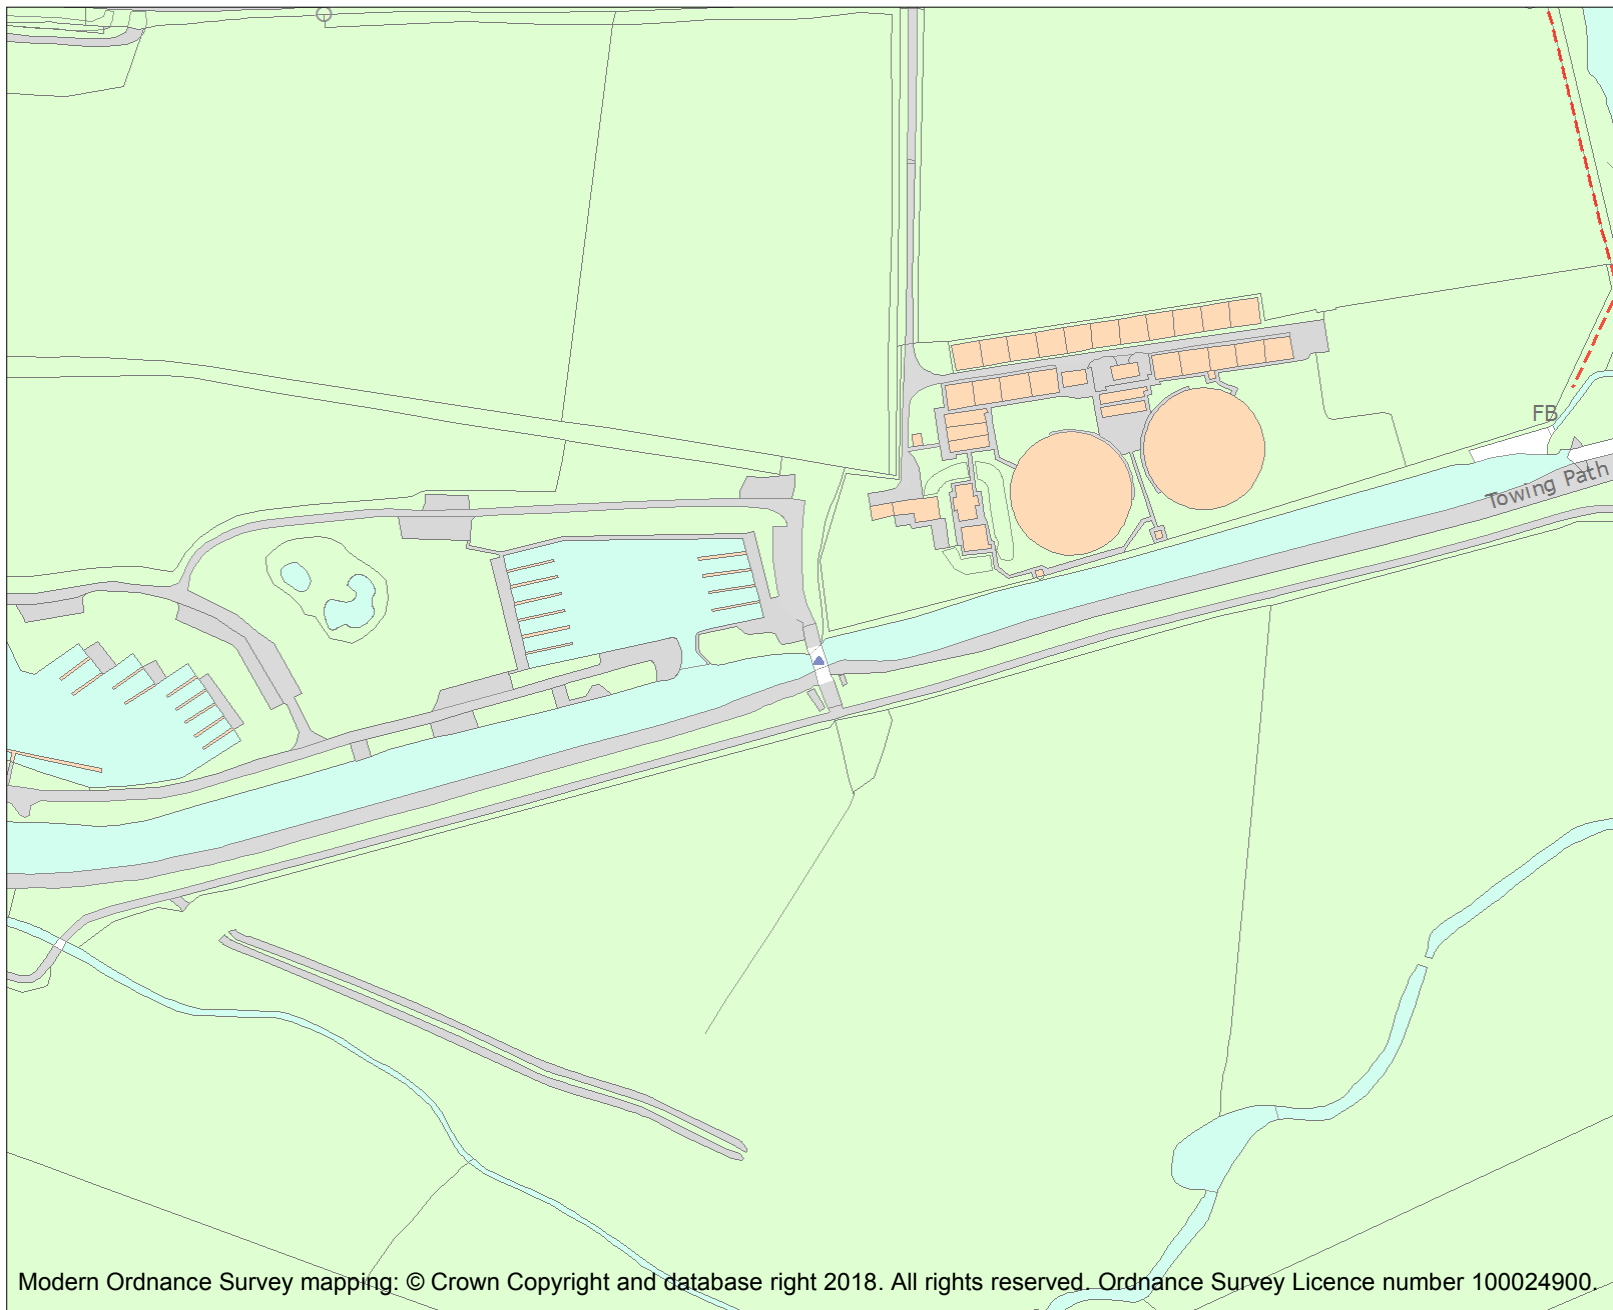 FB
Towing Path
Modern Ordnance Survey mapping: © Crown Copyright and database right 2018. All rights reserved. Ordnance Survey Licence number 100024900.